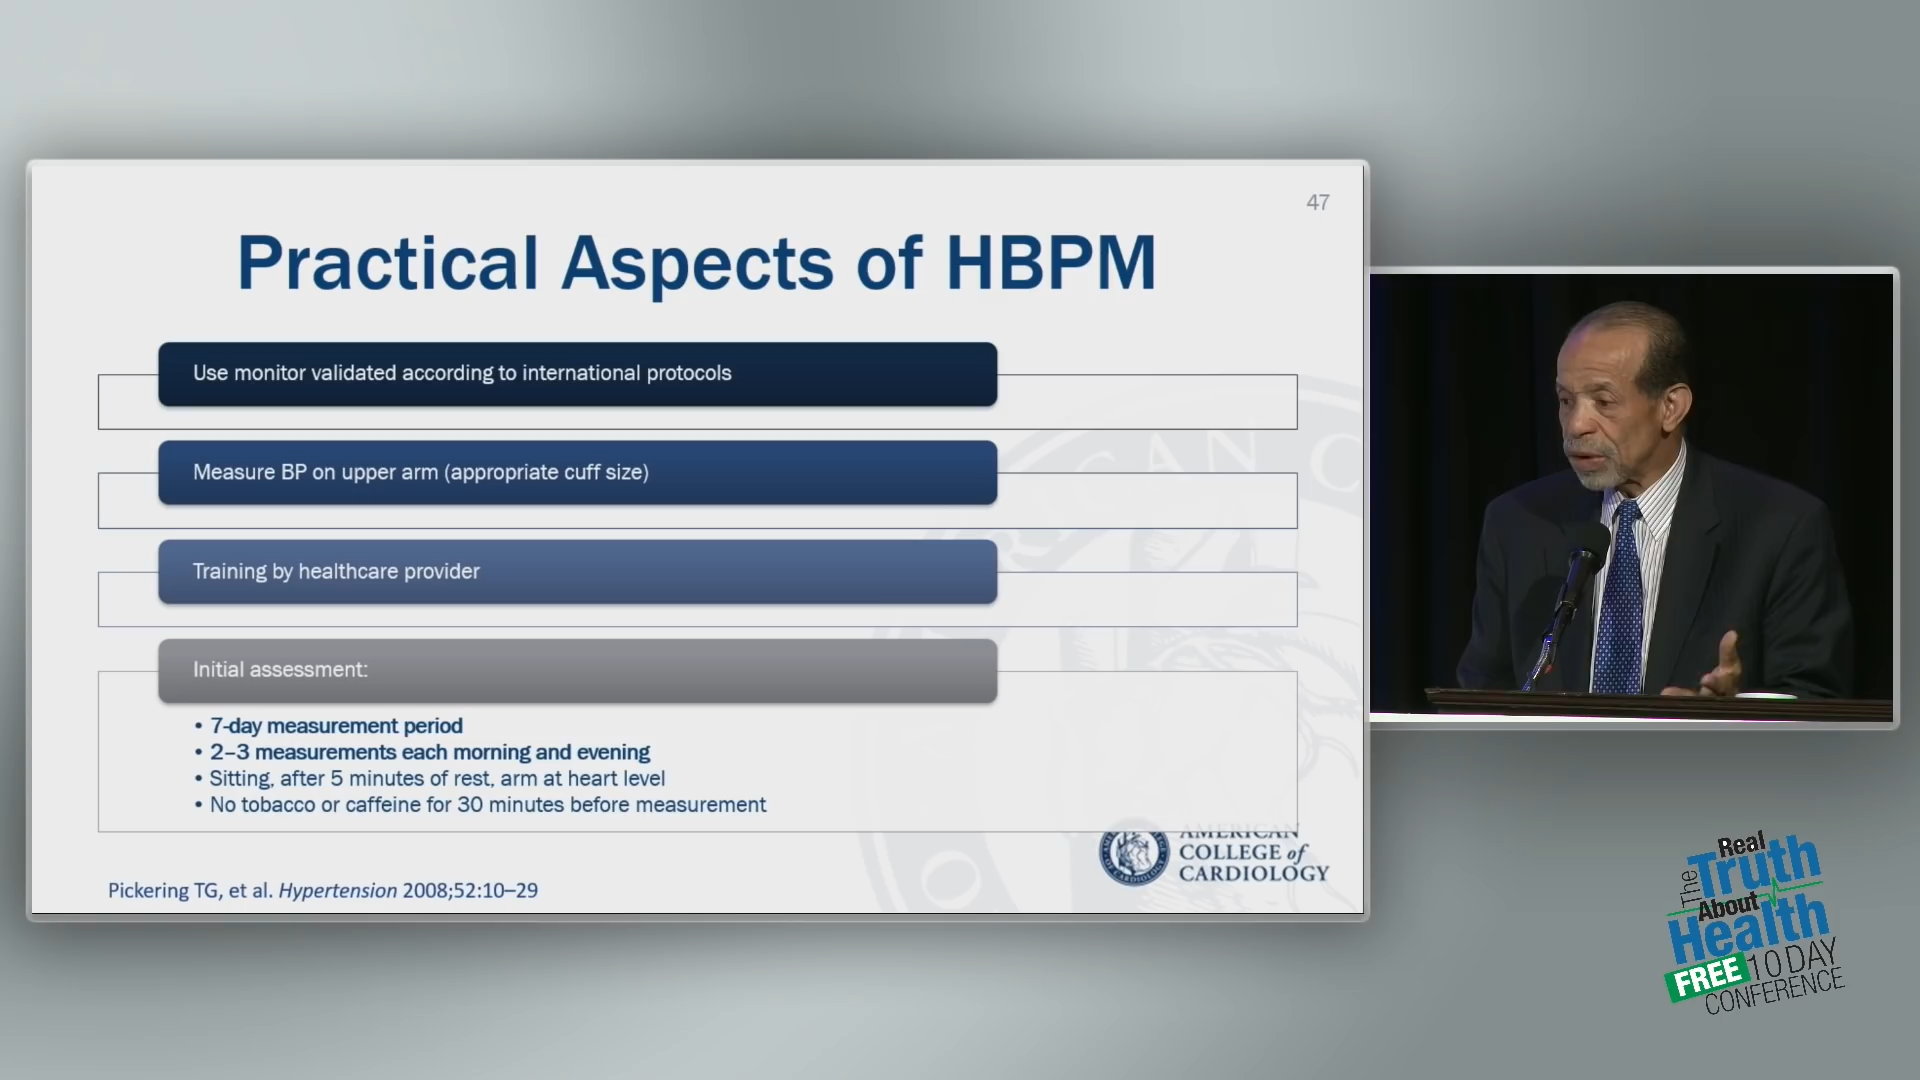 47
Practical Aspects of HBPM
Use monitor validated according to international protocols
Measure BP on upper arm (appropriate cuff size)
Training by healthcare provider
Initial assessment:
• 7-day measurement period
• 2–3 measurements each morning and evening
• Sitting, after 5 minutes of rest, arm at heart level
• No tobacco or caffeine for 30 minutes before measurement
AMERICAN
COLLEGE of
CARDIOLOGY
Pickering TG, et al. Hypertension 2008;52:10–29
The Real
Truth
About
Health
FREE 10 DAY
CONFERENCE